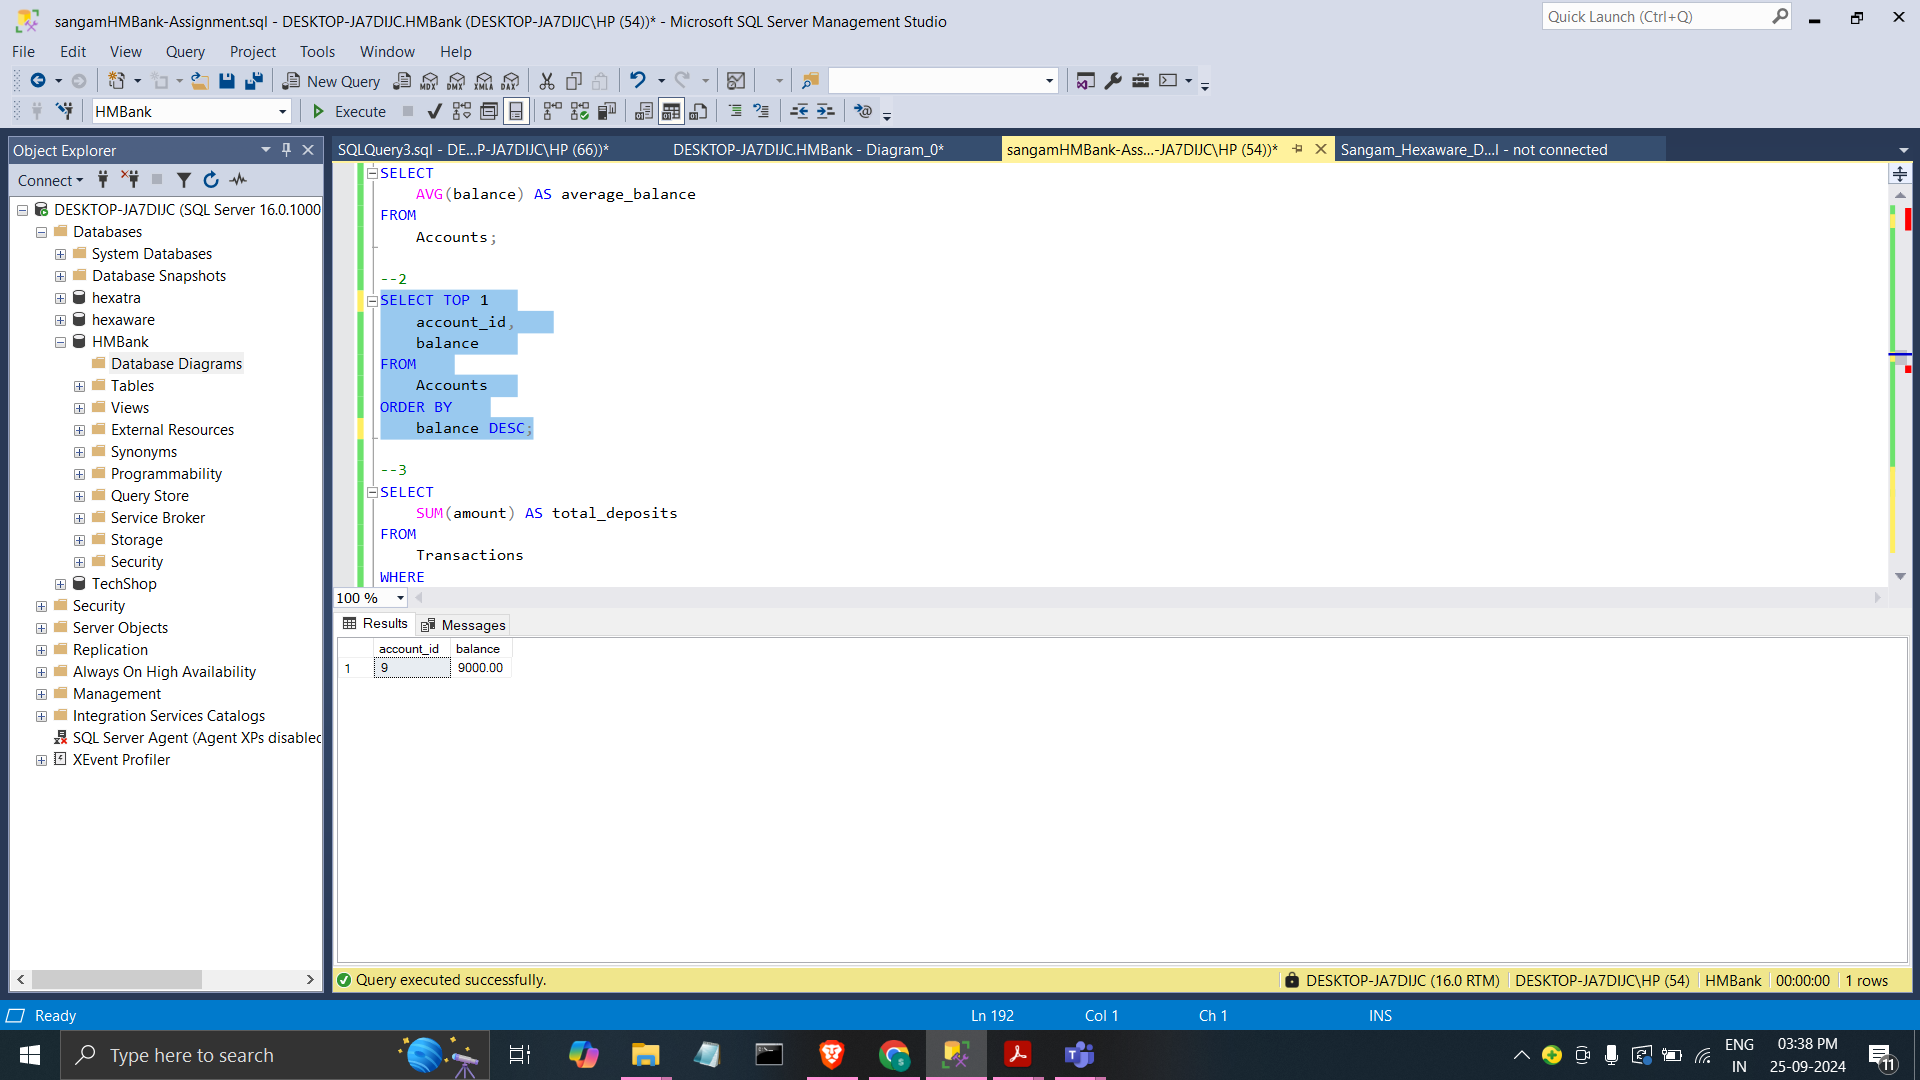 sangamHMBank-Assignment.sql - DESKTOP-JA7DIJC.HMBank (DESKTOP-JA7DIJC\HP (54))* - Microsoft SQL Server Management Studio
Quick Launch (Ctrl+Q)
File Edit View Query Project Tools Window Help
New Query
MDX DMX XMLA DAX
HMBank
Execute
Object Explorer
SQLQuery3.sql - DE...P-JA7DIJC\HP (66))*
DESKTOP-JA7DIJC.HMBank - Diagram_0*
sangamHMBank-Ass...-JA7DIJC\HP (54))*
Sangam_Hexaware_D...l - not connected
Connect
DESKTOP-JA7DIJC (SQL Server 16.0.1000
Databases
System Databases
Database Snapshots
hexatra
hexaware
HMBank
Database Diagrams
Tables
Views
External Resources
Synonyms
Programmability
Query Store
Service Broker
Storage
Security
TechShop
Security
Server Objects
Replication
Always On High Availability
Management
Integration Services Catalogs
SQL Server Agent (Agent XPs disabled
XEvent Profiler
SELECT
AVG(balance) AS average_balance
FROM
Accounts;
--2
SELECT TOP 1
account_id,
balance
FROM
Accounts
ORDER BY
balance DESC;
--3
SELECT
SUM(amount) AS total_deposits
FROM
Transactions
WHERE
100 %
Results Messages
account_id balance
1 9 9000.00
Query executed successfully.
DESKTOP-JA7DIJC (16.0 RTM) DESKTOP-JA7DIJC\HP (54) HMBank 00:00:00 1 rows
Ready
Ln 192 Col 1 Ch 1 INS
Type here to search
ENG
IN
03:38 PM
25-09-2024
11